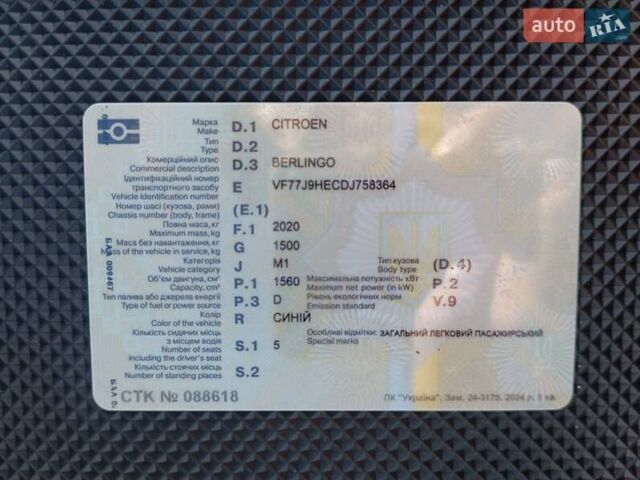 auto RIA .com
Марка D.1 CITROEN
Make
Тип D.2
Type
Комерційний опис D.3 BERLINGO
Commercial description
Ідентифікаційний номер
транспортного засобу E VF77J9HECDJ758364
Vehicle identification number
Номер шасі (кузова, рами) (E.1)
Chassis number (body, frame)
Повна маса, кг F.1 2020
Maximum mass, kg
Маса без навантаження, кг G 1500
Mass of the vehicle in service, kg
Категорія J M1 Тип кузова (D.4)
Vehicle category Body type
Об'єм двигуна, см³ P.1 1560 Максимальна потужність кВт P.2
Capacity, cm³ Maximum net power (in kW)
Тип палива або джерела енергії P.3 D Рівень екологічних норм V.9
Type of fuel or power source Emission standard
Колір R СИНІЙ
Color of the vehicle
Особливі відмітки: ЗАГАЛЬНИЙ ЛЕГКОВИЙ ПАСАЖИРСЬКИЙ
Special marks
Кількість сидячих місць
з місцем водія S.1 5
Number of seats
including the driver's seat
Кількість стоячих місць S.2
Number of standing places
СТК № 088618
ПК "Україна". Зам. 24-3175. 2024 р. II кв.